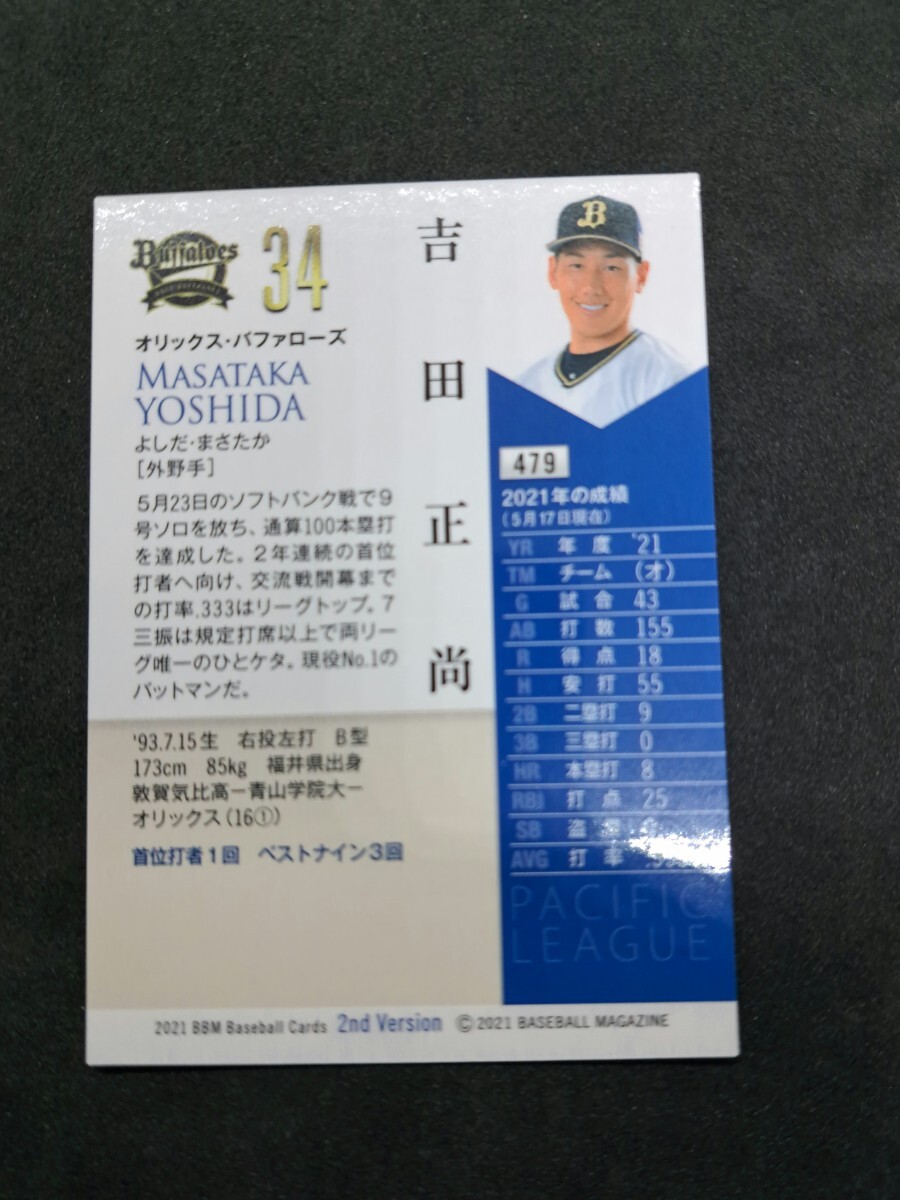 Buffaloes
34
オリックス・バファローズ
MASATAKA
YOSHIDA
よしだ・まさたか
[外野手]
5月23日のソフトバンク戦で9
号ソロを放ち、通算100本塁打
を達成した。2年連続の首位
打者へ向け、交流戦開幕まで
の打率.333はリーグトップ。7
三振は規定打席以上で両リー
グ唯一のひとケタ。現役No.1の
バットマンだ。
'93.7.15生 右投左打 B型
173cm 85kg 福井県出身
敦賀気比高－青山学院大－
オリックス(16①)
首位打者1回 ベストナイン3回
吉田正尚
B
479
2021年の成績
(5月17日現在)
YR 年度 '21
TM チーム (オ)
G 試合 43
AB 打数 155
R 得点 18
H 安打 55
2B 二塁打 9
3B 三塁打 0
HR 本塁打 8
RBI 打点 25
SB 盗
AVG 打率
PACIFIC
LEAGUE
2021 BBM Baseball Cards 2nd Version ©2021 BASEBALL MAGAZINE